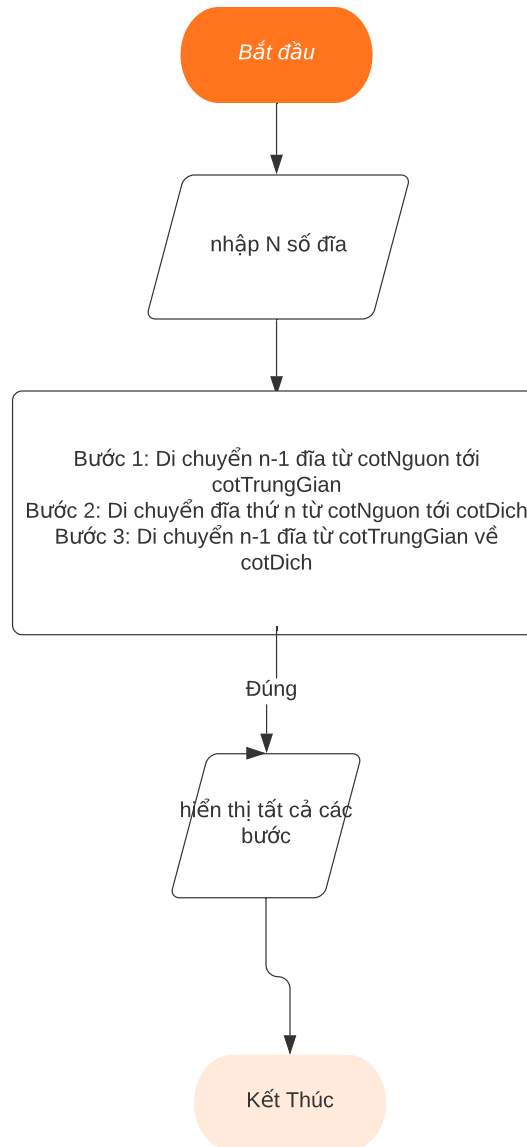 Bắt đầu
nhập N số đĩa
Bước 1: Di chuyển n-1 đĩa từ cotNguon tới
cotTrungGian
Bước 2: Di chuyển đĩa thứ n từ cotNguon tới cotDich
Bước 3: Di chuyển n-1 đĩa từ cotTrungGian về
cotDich
Đúng
hiển thị tất cả các
bước
Kết Thúc